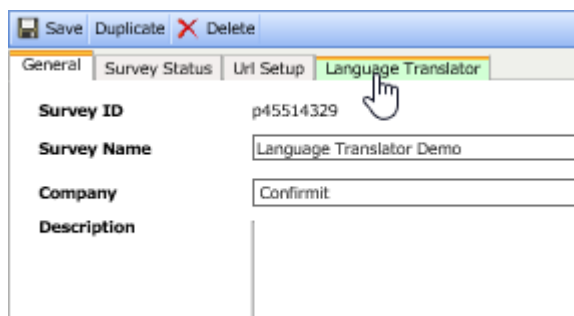 Save Duplicate Delete
General Survey Status Url Setup Language Translator
Survey ID p45514329
Survey Name Language Translator Demo
Company Confirmit
Description